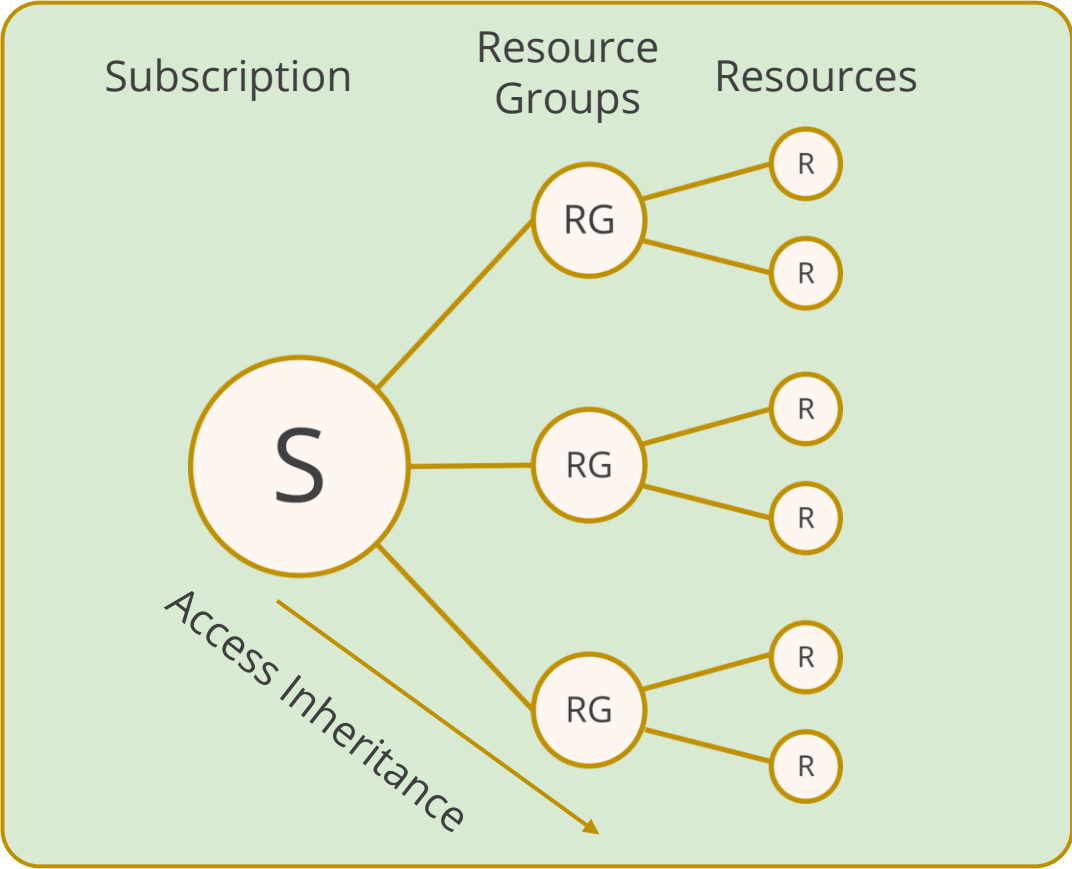 Subscription
Resource
Groups
Resources
R
RG
R
R
S
RG
R
R
RG
R
Access Inheritance